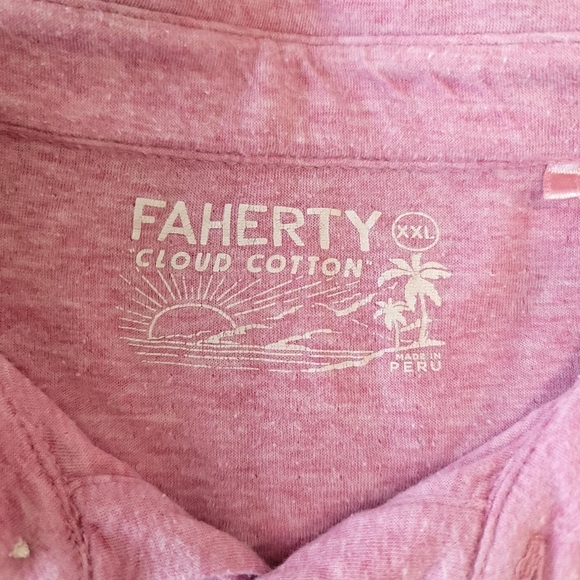 FAHERTY XXL
"CLOUD COTTON"
MADE IN
PERU